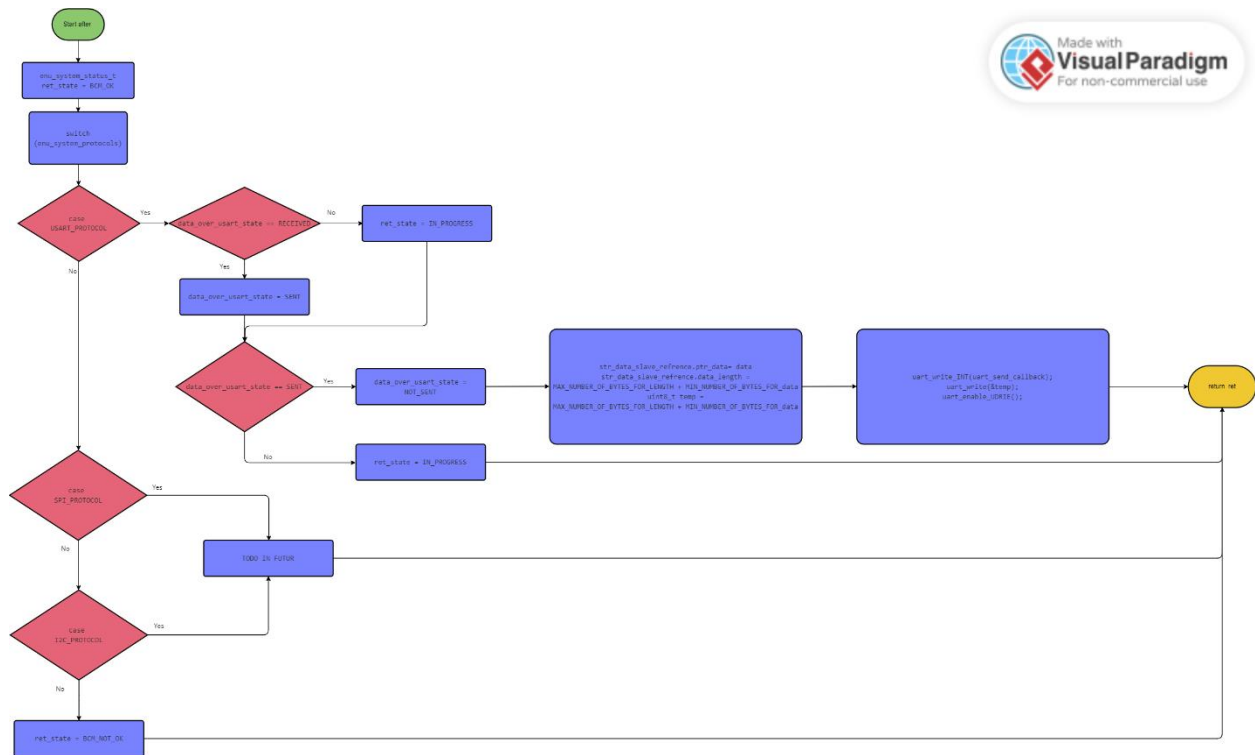 Start after
Made with
Visual Paradigm
For non-commercial use
enu_system_status_t
ret_state = BCM_OK
switch
(enu_system_protocols)
case
USART_PROTOCOL
Yes
data_over_usart_state == RECEIVED
No
ret_state = IN_PROGRESS
No
Yes
data_over_usart_state = SENT
data_over_usart_state == SENT
Yes
data_over_usart_state =
NOT_SENT
str_data_slave_refrence.ptr_data= data
str_data_slave_refrence.data_length =
MAX_NUMBER_OF_BYTES_FOR_LENGTH + MIN_NUMBER_OF_BYTES_FOR_data
uint8_t temp =
MAX_NUMBER_OF_BYTES_FOR_LENGTH + MIN_NUMBER_OF_BYTES_FOR_data
uart_write_INT(uart_send_callback);
uart_write(&temp);
uart_enable_UDRIE();
return ret
No
ret_state = IN_PROGRESS
case
SPI_PROTOCOL
Yes
No
TODO IN FUTUR
case
I2C_PROTOCOL
Yes
No
ret_state = BCM_NOT_OK